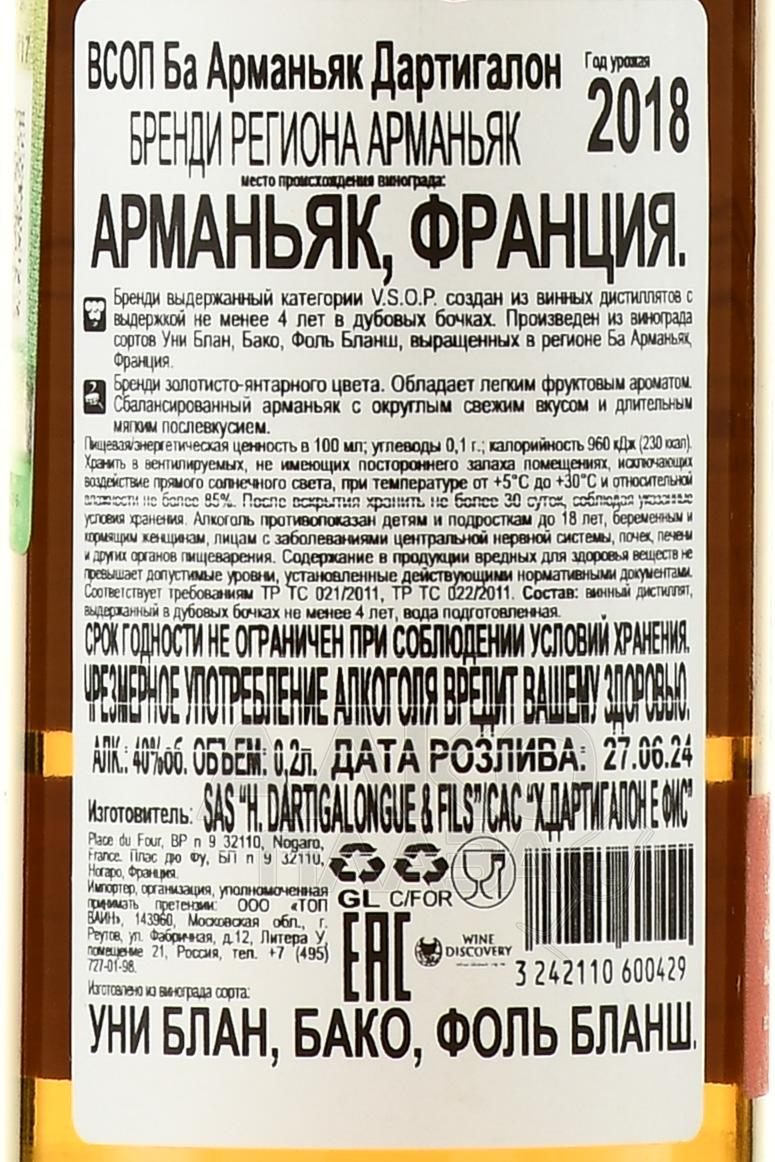 ВСОП Ба Арманьяк Дартигалон
Год урожая
2018
БРЕНДИ РЕГИОНА АРМАНЬЯК
место происхождения винограда:
АРМАНЬЯК, ФРАНЦИЯ.
Бренди выдержанный категории V.S.O.P. создан из винных дистиллятов с
выдержкой не менее 4 лет в дубовых бочках. Произведен из винограда
сортов Уни Блан, Бако, Фоль Бланш, выращенных в регионе Ба Арманьяк,
Франция.
Бренди золотисто-янтарного цвета. Обладает легким фруктовым ароматом.
Сбалансированный арманьяк с округлым свежим вкусом и длительным
мягким послевкусием.
Пищевая/энергетическая ценность в 100 мл; углеводы 0,1 г.; калорийность 960 кДж (230 ккал).
Хранить в вентилируемых, не имеющих постороннего запаха помещениях, исключающих
воздействие прямого солнечного света, при температуре от +5°С до +30°С и относительной
влажности не более 85%. После вскрытия хранить не более 30 суток, соблюдая указанные
условия хранения. Алкоголь противопоказан детям и подросткам до 18 лет, беременным и
кормящим женщинам, лицам с заболеваниями центральной нервной системы, почек, печени
и других органов пищеварения. Содержание в продукции вредных для здоровья веществ не
превышает допустимые уровни, установленные действующими нормативными документами.
Соответствует требованиям ТР ТС 021/2011, ТР ТС 022/2011. Состав: винный дистиллят,
выдержанный в дубовых бочках не менее 4 лет, вода подготовленная.
СРОК ГОДНОСТИ НЕ ОГРАНИЧЕН ПРИ СОБЛЮДЕНИИ УСЛОВИЙ ХРАНЕНИЯ.
ЧРЕЗМЕРНОЕ УПОТРЕБЛЕНИЕ АЛКОГОЛЯ ВРЕДИТ ВАШЕМУ ЗДОРОВЬЮ.
АЛК.: 40%об. ОБЪЕМ: 0,2л. ДАТА РОЗЛИВА: 27.06.24
Изготовитель: SAS "H. DARTIGALONGUE & FILS"/САС "Х.ДАРТИГАЛОН Е ФИС"
Place du Four, BP n 9 32110, Nogaro,
France. Плас дю Фу, БП n 9 32110,
Ногаро, Франция.
Импортер, организация, уполномоченная
принимать претензии: ООО «ТОП
ВАЙН», 143960, Московская обл., г.
Реутов, ул. Фабричная, д.12, Литера У,
помещение 21, Россия, тел. +7 (495)
727-01-98.
GL C/FOR
EAC
WINE
DISCOVERY
3 242110 600429
Изготовлено из винограда сорта:
УНИ БЛАН, БАКО, ФОЛЬ БЛАНШ.